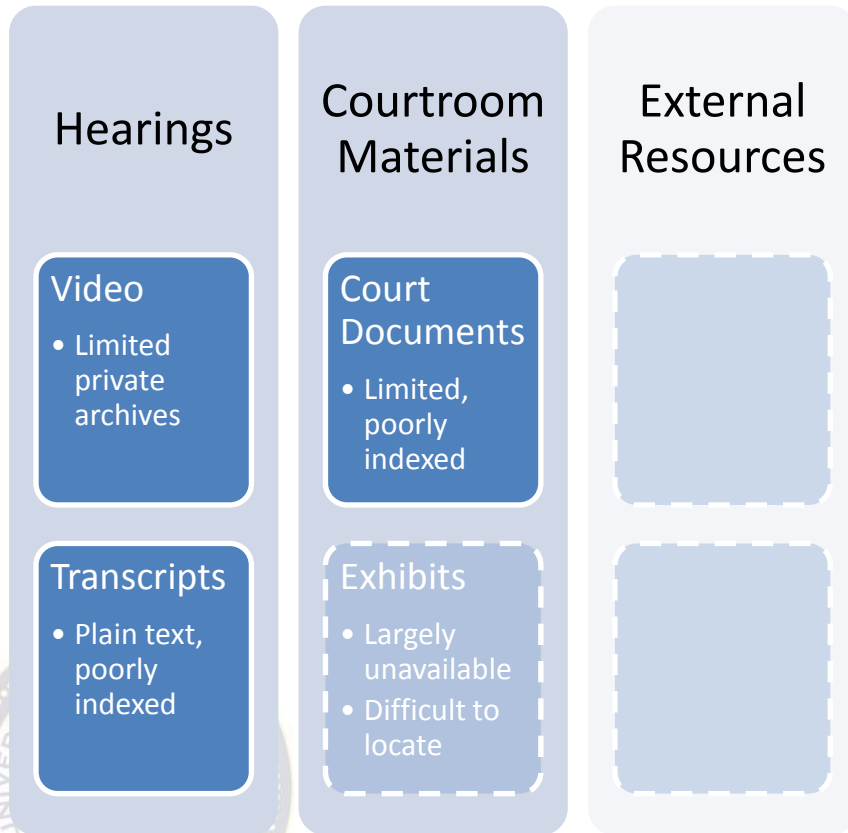 Hearings
Video
• Limited
private
archives
Transcripts
• Plain text,
poorly
indexed
Courtroom
Materials
Court
Documents
• Limited,
poorly
indexed
Exhibits
• Largely
unavailable
• Difficult to
locate
External
Resources